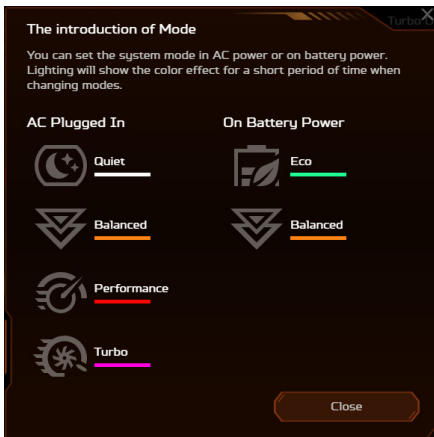 The introduction of Mode
You can set the system mode in AC power or on battery power.
Lighting will show the color effect for a short period of time when
changing modes.
AC Plugged In
On Battery Power
Quiet
Eco
Balanced
Balanced
Performance
Turbo
Close
Turbo